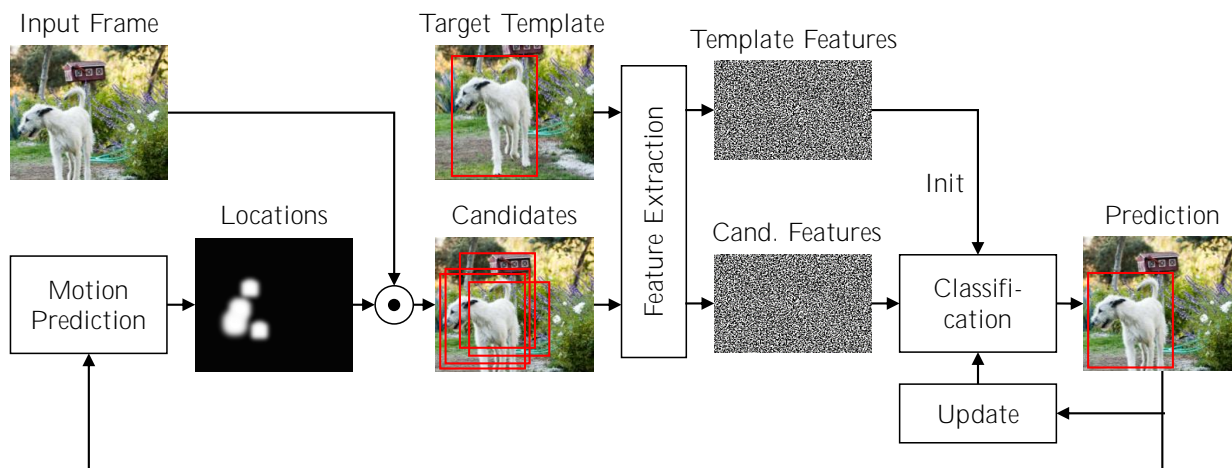 Input Frame
Target Template
Template Features
Feature Extraction
Init
Locations
Candidates
Cand. Features
Prediction
Motion
Prediction
Classifi-
cation
Update